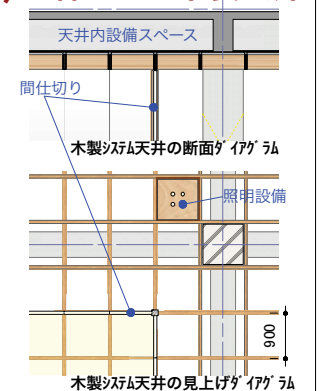 天井内設備スペース
間仕切り
木製ｼｽﾃﾑ天井の断面ﾀﾞｲｱｸﾞﾗﾑ
照明設備
900
木製ｼｽﾃﾑ天井の見上げﾀﾞｲｱｸﾞﾗﾑ